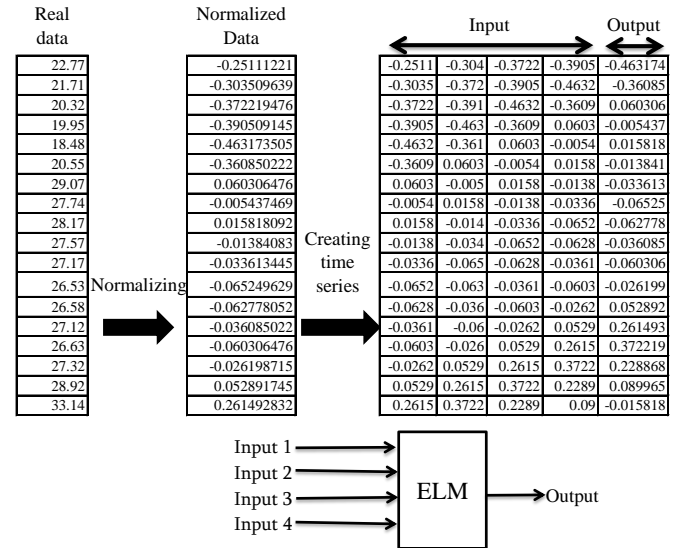 Real data
Normalized Data
Input
Output
22.77 -0.25111221 -0.2511 -0.304 -0.3722 -0.3905 -0.463174
21.71 -0.303509639 -0.3035 -0.372 -0.3905 -0.4632 -0.36085
20.32 -0.372219476 -0.3722 -0.391 -0.4632 -0.3609 0.060306
19.95 -0.390509145 -0.3905 -0.463 -0.3609 0.0603 -0.005437
18.48 -0.463173505 -0.4632 -0.361 0.0603 -0.0054 0.015818
20.55 -0.360850222 -0.3609 0.0603 -0.0054 0.0158 -0.013841
29.07 0.060306476 0.0603 -0.005 0.0158 -0.0138 -0.033613
27.74 -0.005437469 -0.0054 0.0158 -0.0138 -0.0336 -0.06525
28.17 0.015818092 0.0158 -0.014 -0.0336 -0.0652 -0.062778
27.57 -0.01384083 -0.0138 -0.034 -0.0652 -0.0628 -0.036085
27.17 -0.033613445 -0.0336 -0.065 -0.0628 -0.0361 -0.060306
26.53 -0.065249629 -0.0652 -0.063 -0.0361 -0.0603 -0.026199
26.58 -0.062778052 -0.0628 -0.036 -0.0603 -0.0262 0.052892
27.12 -0.036085022 -0.0361 -0.06 -0.0262 0.0529 0.261493
26.63 -0.060306476 -0.0603 -0.026 0.0529 0.2615 0.372219
27.32 -0.026198715 -0.0262 0.0529 0.2615 0.3722 0.228868
28.92 0.052891745 0.0529 0.2615 0.3722 0.2289 0.089965
33.14 0.261492832 0.2615 0.3722 0.2289 0.09 -0.015818
Normalizing
Creating
time
series
Input 1
Input 2
Input 3
Input 4
ELM
Output